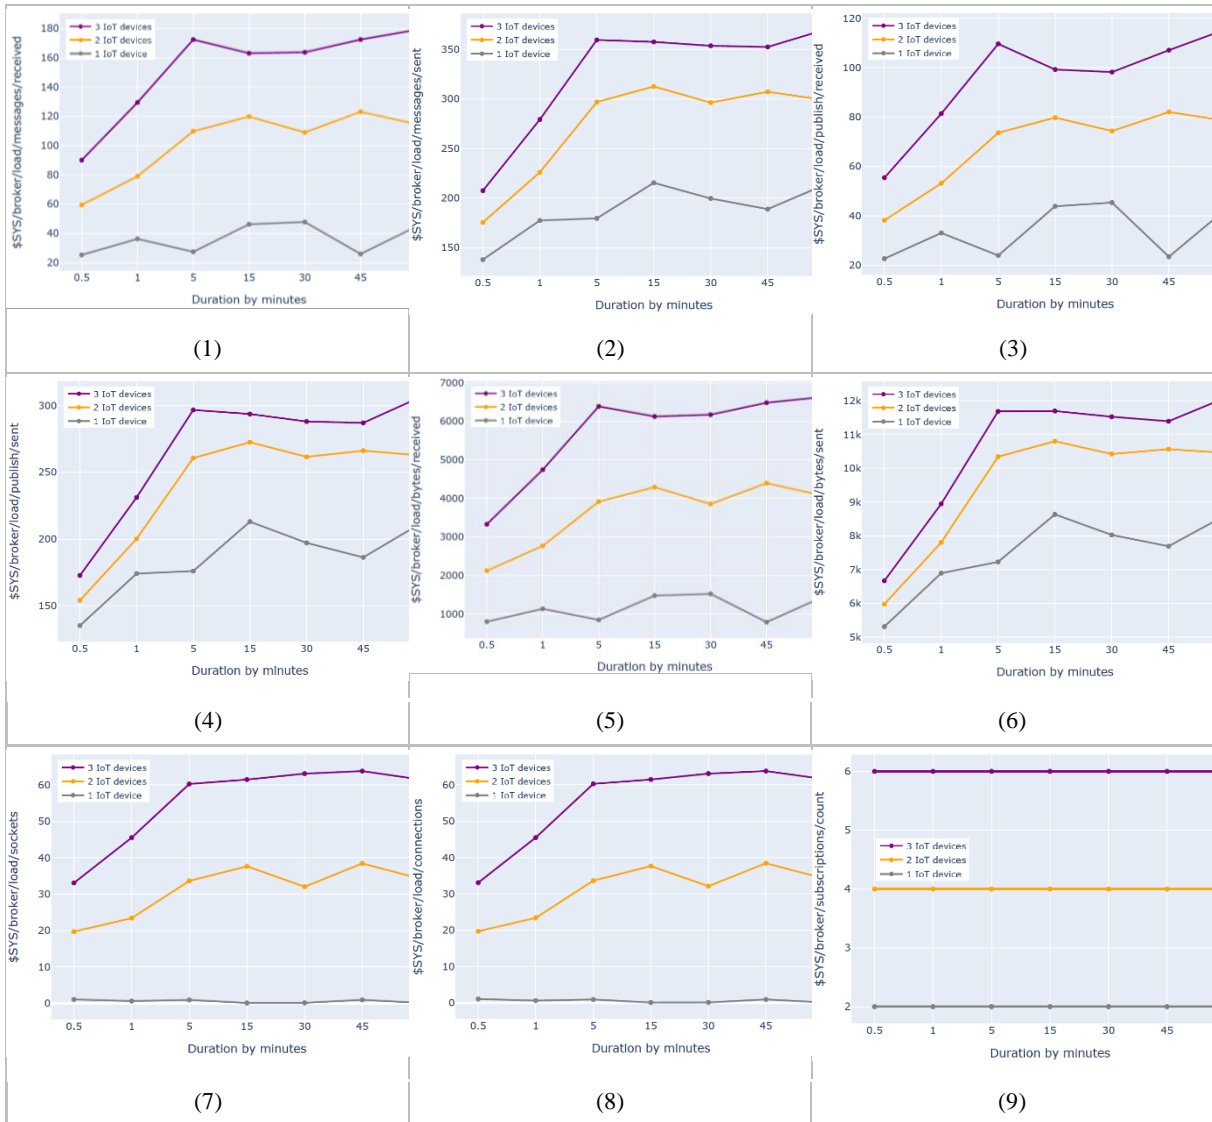 $SYS/broker/load/messages/received
180
160
140
120
100
80
60
40
20
3 IoT devices
2 IoT devices
1 IoT device
0.5 1 5 15 30 45
Duration by minutes
(1)
$SYS/broker/load/messages/sent
350
300
250
200
150
3 IoT devices
2 IoT devices
1 IoT device
0.5 1 5 15 30 45
Duration by minutes
(2)
$SYS/broker/load/publish/received
120
100
80
60
40
20
3 IoT devices
2 IoT devices
1 IoT device
0.5 1 5 15 30 45
Duration by minutes
(3)
$SYS/broker/load/publish/sent
300
250
200
150
3 IoT devices
2 IoT devices
1 IoT device
0.5 1 5 15 30 45
Duration by minutes
(4)
$SYS/broker/load/bytes/received
7000
6000
5000
4000
3000
2000
1000
3 IoT devices
2 IoT devices
1 IoT device
0.5 1 5 15 30 45
Duration by minutes
(5)
$SYS/broker/load/bytes/sent
12k
11k
10k
9k
8k
7k
6k
5k
3 IoT devices
2 IoT devices
1 IoT device
0.5 1 5 15 30 45
Duration by minutes
(6)
$SYS/broker/load/sockets
60
50
40
30
20
10
0
3 IoT devices
2 IoT devices
1 IoT device
0.5 1 5 15 30 45
Duration by minutes
(7)
$SYS/broker/load/connections
60
50
40
30
20
10
0
3 IoT devices
2 IoT devices
1 IoT device
0.5 1 5 15 30 45
Duration by minutes
(8)
$SYS/broker/subscriptions/count
6
5
4
3
2
3 IoT devices
2 IoT devices
1 IoT device
0.5 1 5 15 30 45
Duration by minutes
(9)